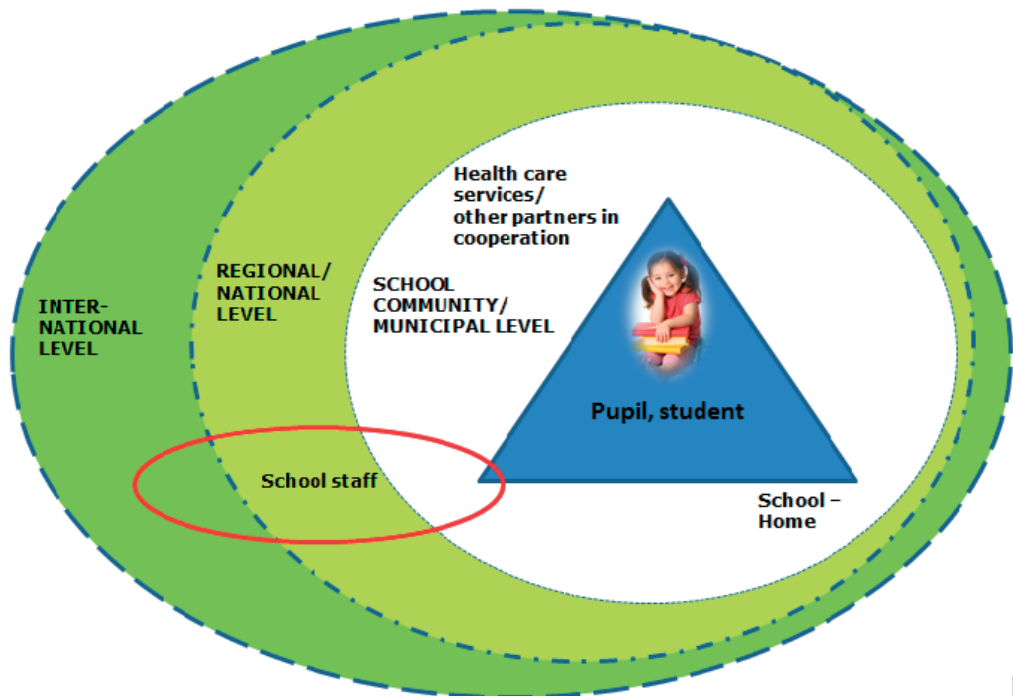 Health care
services/
other partners in
cooperation
REGIONAL/
NATIONAL
LEVEL
SCHOOL
COMMUNITY/
MUNICIPAL LEVEL
INTER-
NATIONAL
LEVEL
Pupil, student
School staff
School –
Home